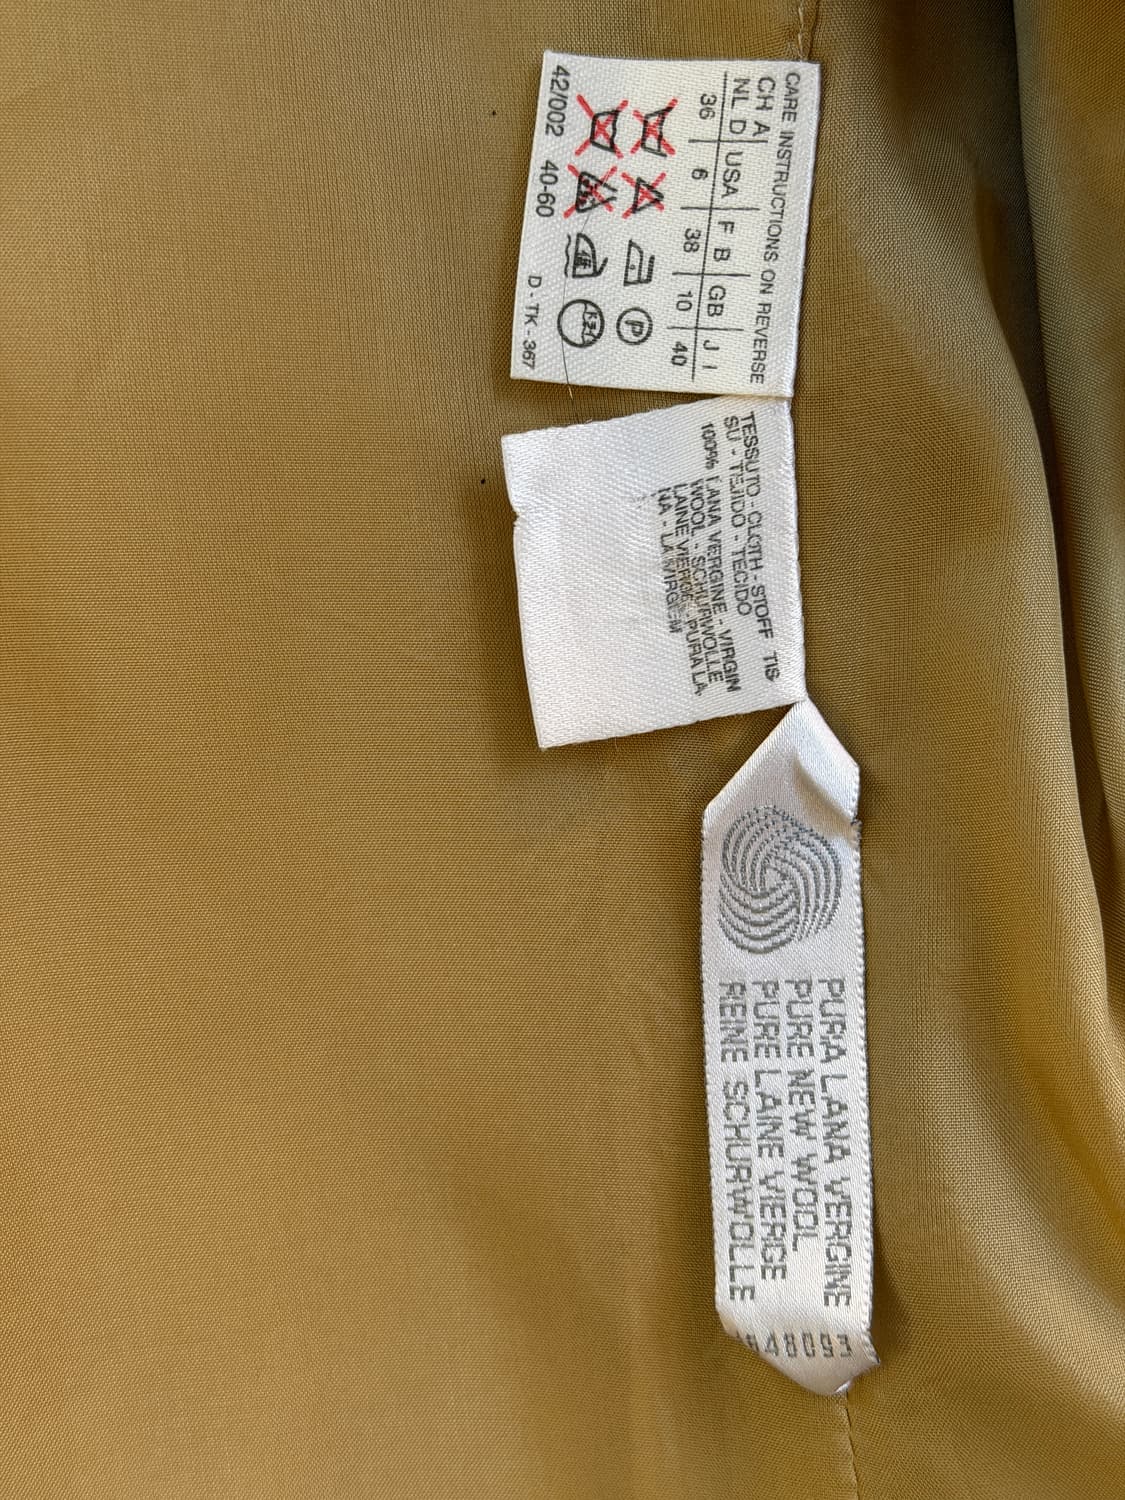 CARE INSTRUCTIONS ON REVERSE
CH A
NL D USA F B GB J I
36 6 38 10 40
P
42/002 40-60
D - TK - 367
TESSUTO - CLOTH - STOFF TIS-
SU - TEJIDO - TECIDO
100% LANA VERGINE - VIRGIN
WOOL - SCHURWOLLE
LAINE VIERGE - PURA LA-
NA - LA VIRGEM
PURA LANA VERGINE
PURE NEW WOOL
PURE LAINE VIERGE
REINE SCHURWOLLE